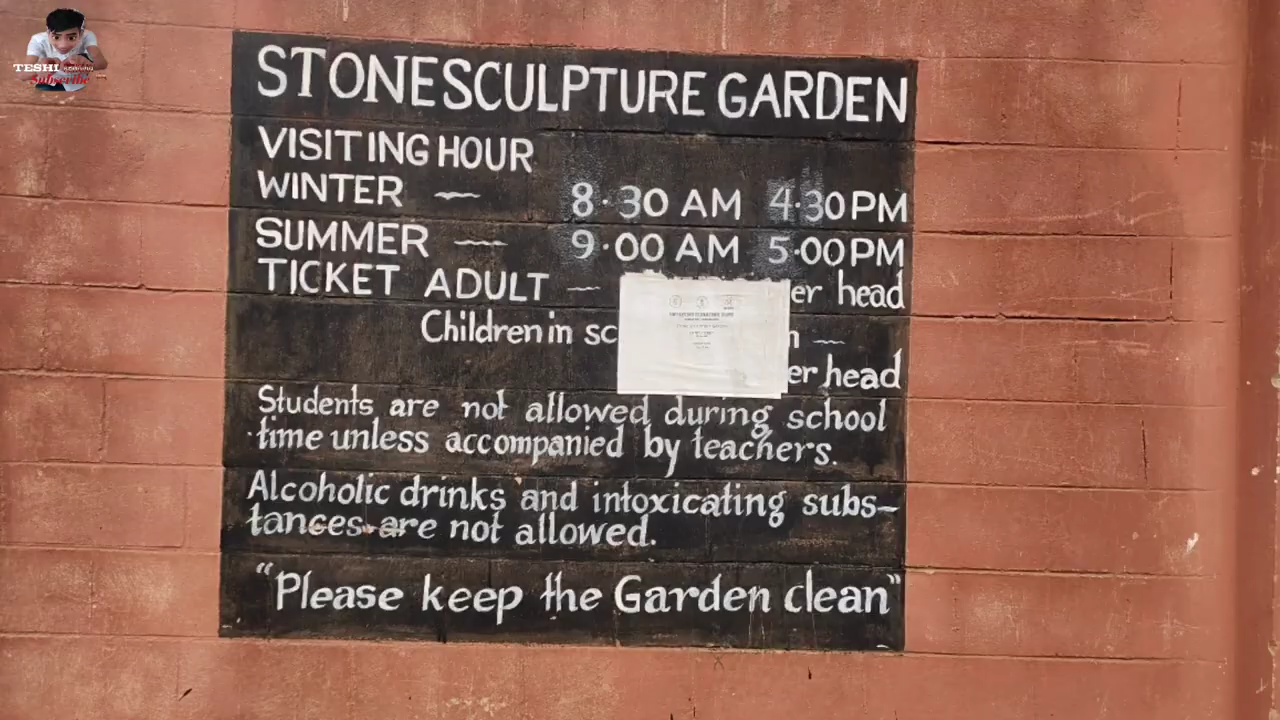 TESHI
Subscribe
STONE SCULPTURE GARDEN
VISITING HOUR
WINTER — 8·30 AM 4·30 PM
SUMMER — 9·00 AM 5·00 PM
TICKET ADULT — er head
Children in sc n —
er head
Students are not allowed during school
time unless accompanied by teachers.
Alcoholic drinks and intoxicating subs-
tances are not allowed.
"Please keep the Garden clean"